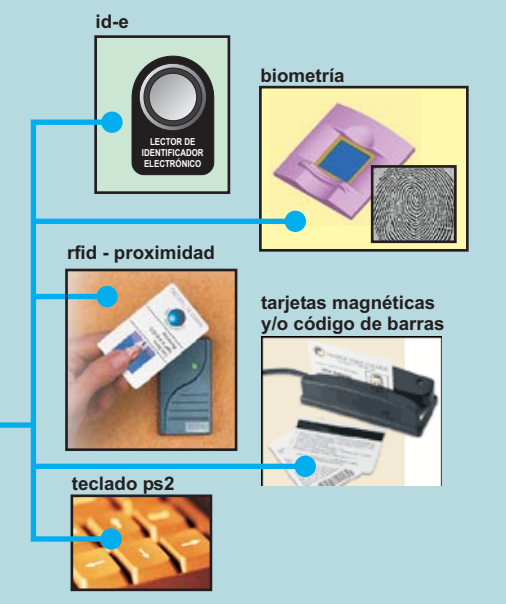 id-e
LECTOR DE
IDENTIFICADOR
ELECTRÓNICO
biometría
rfid - proximidad
tarjetas magnéticas
y/o código de barras
teclado ps2